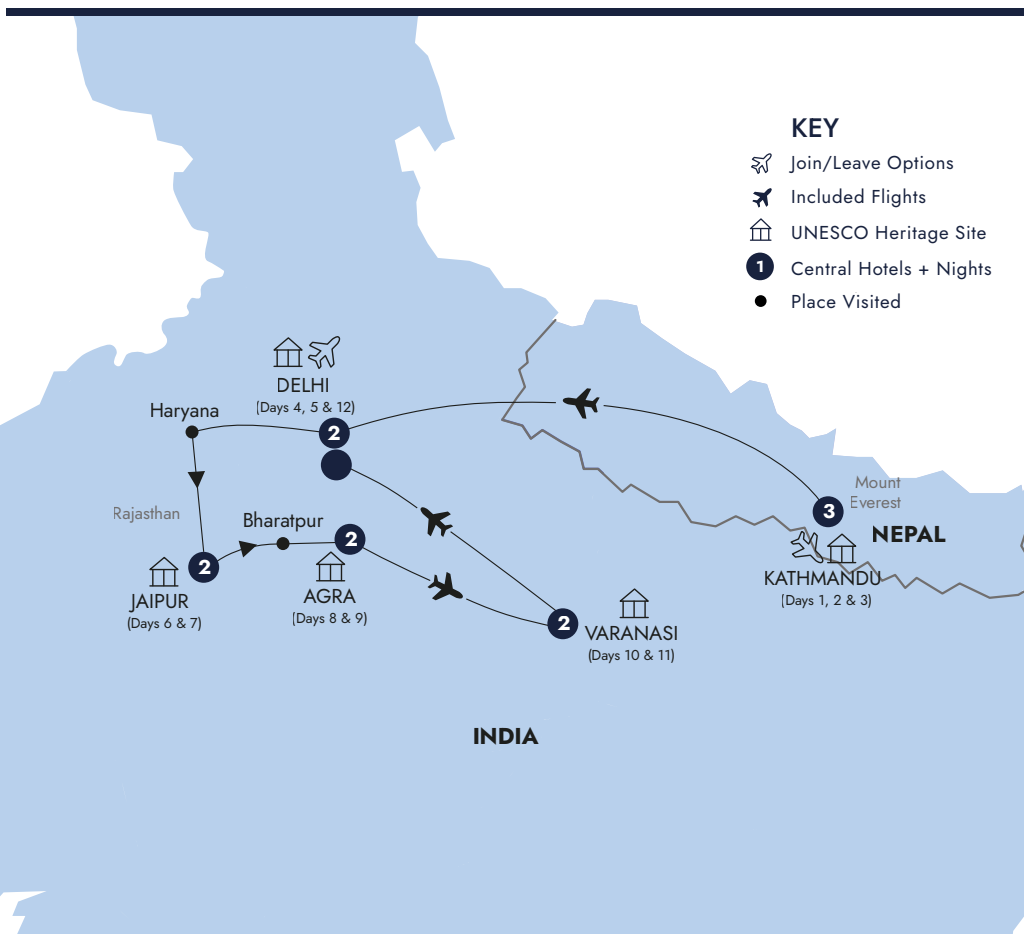 KEY
Join/Leave Options
Included Flights
UNESCO Heritage Site
1 Central Hotels + Nights
Place Visited
DELHI
(Days 4, 5 & 12)
2
Haryana
Rajasthan
Bharatpur
2
JAIPUR
(Days 6 & 7)
2
AGRA
(Days 8 & 9)
2
VARANASI
(Days 10 & 11)
Mount
Everest
3
NEPAL
KATHMANDU
(Days 1, 2 & 3)
INDIA